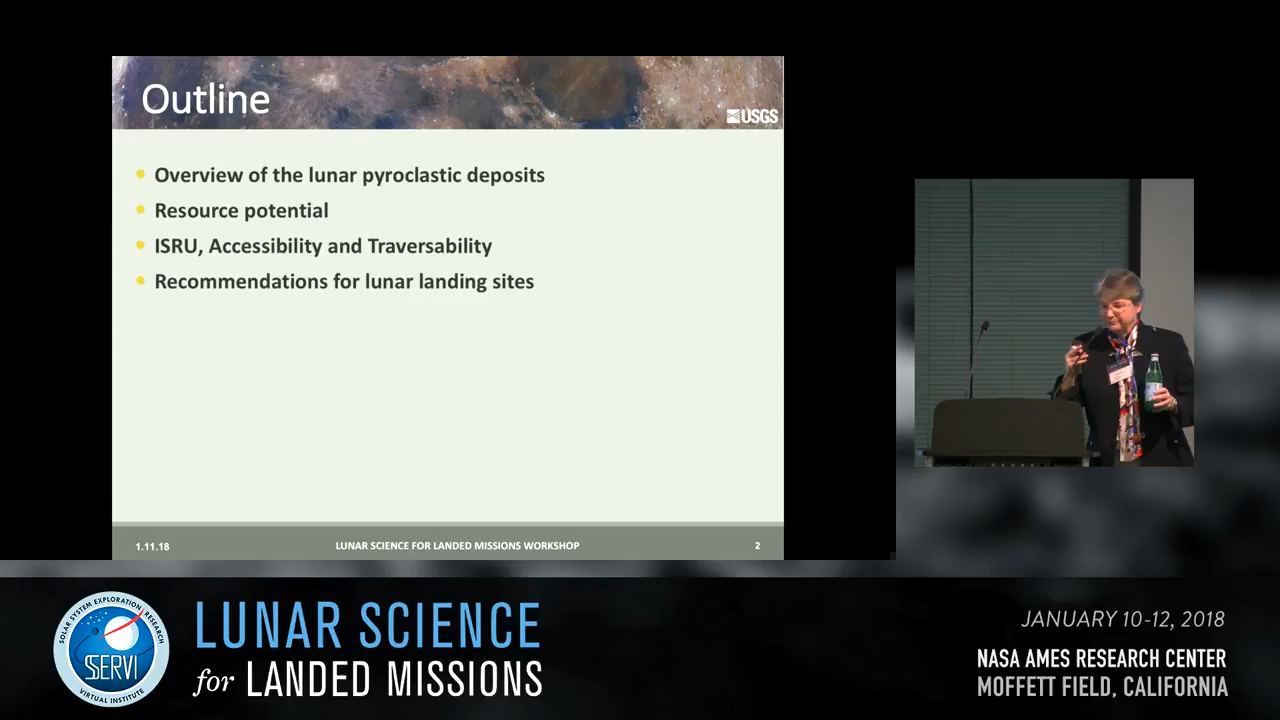 Outline
USGS
Overview of the lunar pyroclastic deposits
Resource potential
ISRU, Accessibility and Traversability
Recommendations for lunar landing sites
1.11.18
LUNAR SCIENCE FOR LANDED MISSIONS WORKSHOP
2
SOLAR SYSTEM EXPLORATION RESEARCH
SSERVI
VIRTUAL INSTITUTE
LUNAR SCIENCE
for LANDED MISSIONS
JANUARY 10-12, 2018
NASA AMES RESEARCH CENTER
MOFFETT FIELD, CALIFORNIA